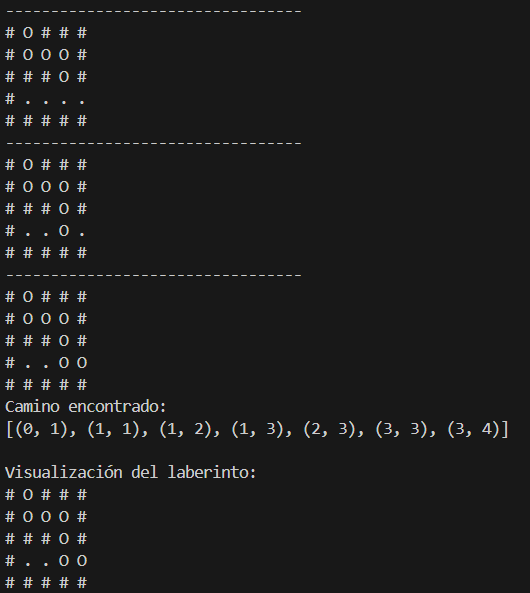 ---------------------------------
# O # # #
# O O O #
# # # O #
# . . . .
# # # # #
---------------------------------
# O # # #
# O O O #
# # # O #
# . . O .
# # # # #
---------------------------------
# O # # #
# O O O #
# # # O #
# . . O O
# # # # #
Camino encontrado:
[(0, 1), (1, 1), (1, 2), (1, 3), (2, 3), (3, 3), (3, 4)]

Visualización del laberinto:
# O # # #
# O O O #
# # # O #
# . . O O
# # # # #